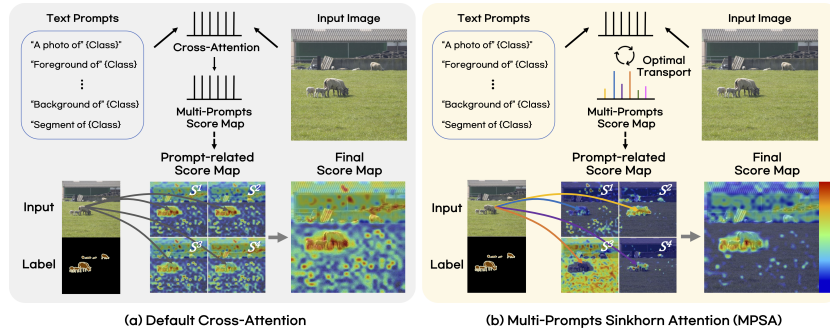 Text Prompts
"A photo of" {Class}"
"Foreground of" {Class}
⋮
"Background of" {Class}
"Segment of" {Class}
Cross-Attention
Multi-Prompts
Score Map
Input Image
Prompt-related
Score Map
Final
Score Map
Input
Label
S¹
S²
S³
S⁴
(a) Default Cross-Attention
Text Prompts
"A photo of" {Class}
"Foreground of" {Class}
⋮
"Background of" {Class}
"Segment of" {Class}
Optimal
Transport
Multi-Prompts
Score Map
Input Image
Prompt-related
Score Map
Final
Score Map
Input
Label
S¹
S²
S³
S⁴
(b) Multi-Prompts Sinkhorn Attention (MPSA)